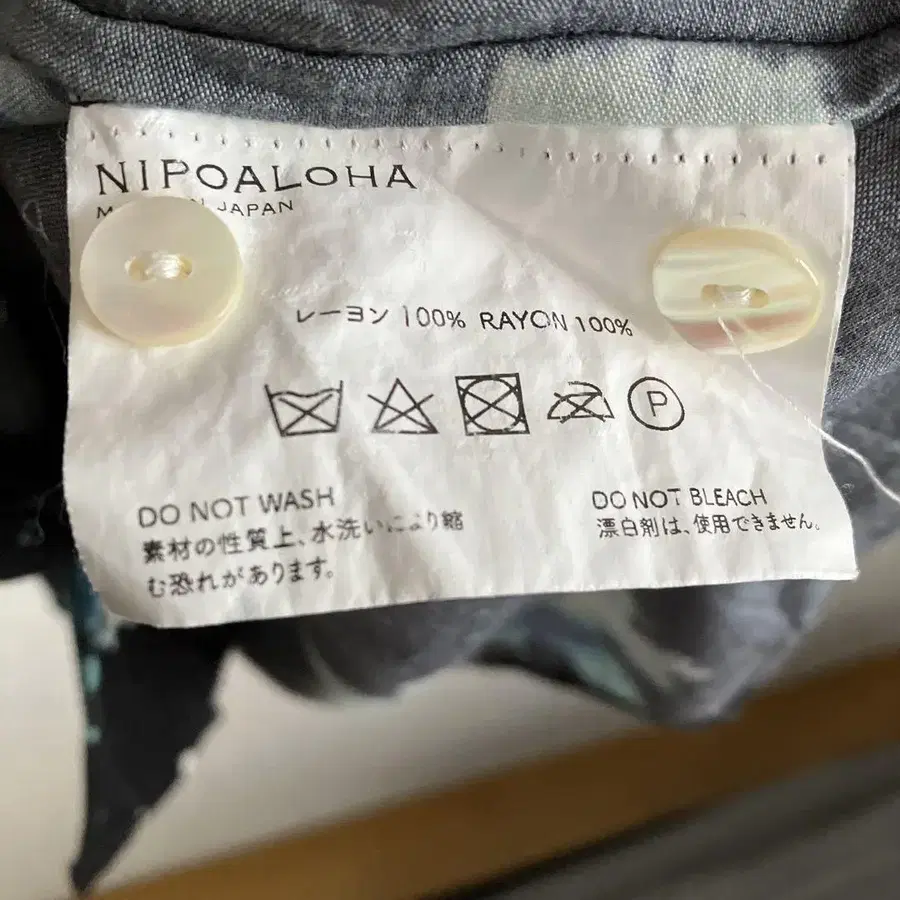 NIPOALOHA
JAPAN
レーヨン 100% RAYON 100%
P
DO NOT WASH
素材の性質上、水洗いにより縮
む恐れがあります。
DO NOT BLEACH
漂白剤は、使用できません。